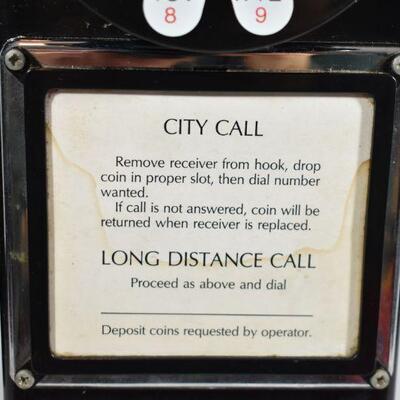 8 9
CITY CALL
Remove receiver from hook, drop
coin in proper slot, then dial number
wanted.
If call is not answered, coin will be
returned when receiver is replaced.
LONG DISTANCE CALL
Proceed as above and dial
Deposit coins requested by operator.